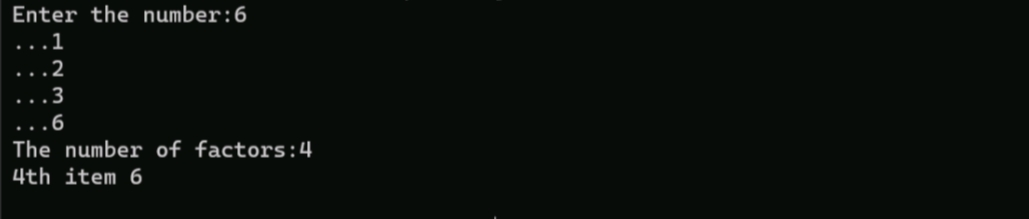 Enter the number:6
...1
...2
...3
...6
The number of factors:4
4th item 6